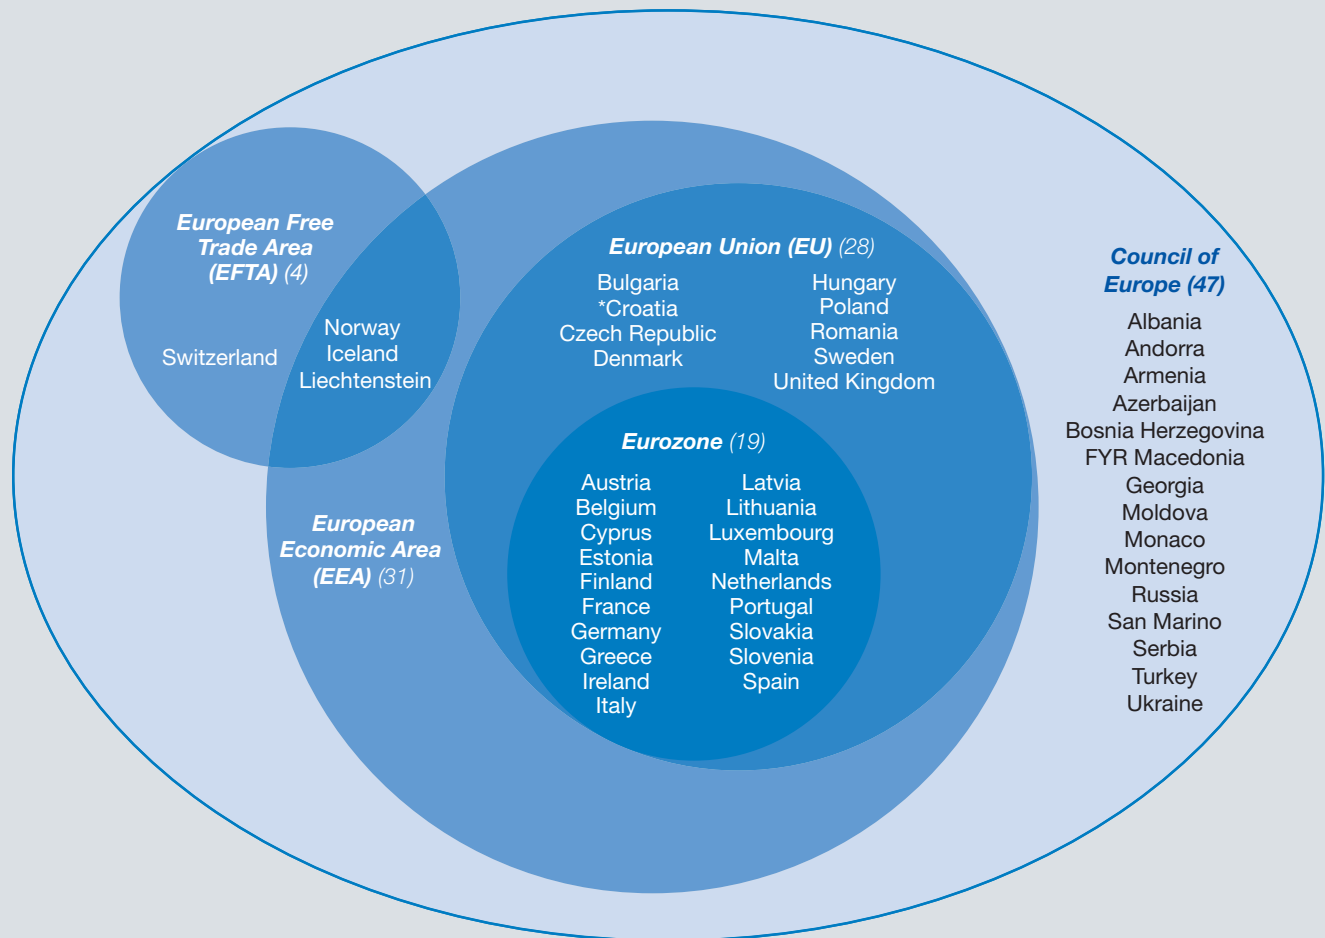 European Free
Trade Area
(EFTA) (4)
Switzerland
Norway
Iceland
Liechtenstein
European
Economic Area
(EEA) (31)
European Union (EU) (28)
Bulgaria
*Croatia
Czech Republic
Denmark
Hungary
Poland
Romania
Sweden
United Kingdom
Eurozone (19)
Austria
Belgium
Cyprus
Estonia
Finland
France
Germany
Greece
Ireland
Italy
Latvia
Lithuania
Luxembourg
Malta
Netherlands
Portugal
Slovakia
Slovenia
Spain
Council of
Europe (47)
Albania
Andorra
Armenia
Azerbaijan
Bosnia Herzegovina
FYR Macedonia
Georgia
Moldova
Monaco
Montenegro
Russia
San Marino
Serbia
Turkey
Ukraine